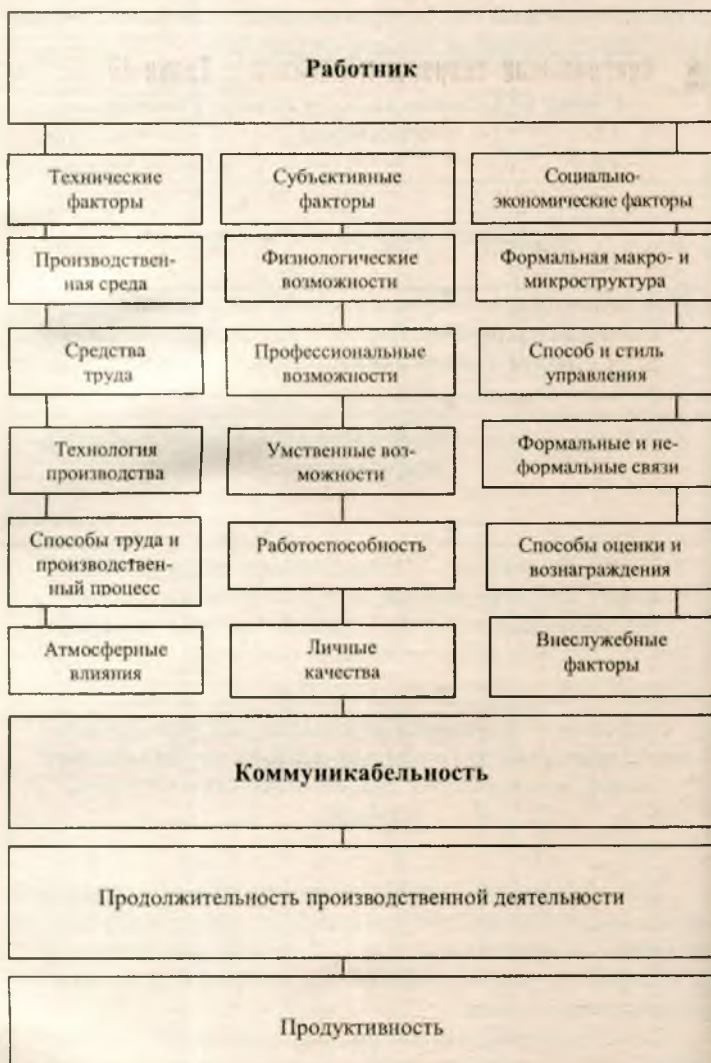 Работник
Технические
факторы
Субъективные
факторы
Социально-
экономические факторы
Производствен-
ная среда
Физиологические
возможности
Формальная макро- и
микроструктура
Средства
труда
Профессиональные
возможности
Способ и стиль
управления
Технология
производства
Умственные воз-
можности
Формальные и не-
формальные связи
Способы труда и
производствен-
ный процесс
Работоспособность
Способы оценки и
вознаграждения
Атмосферные
влияния
Личные
качества
Внеслужебные
факторы
Коммуникабельность
Продолжительность производственной деятельности
Продуктивность